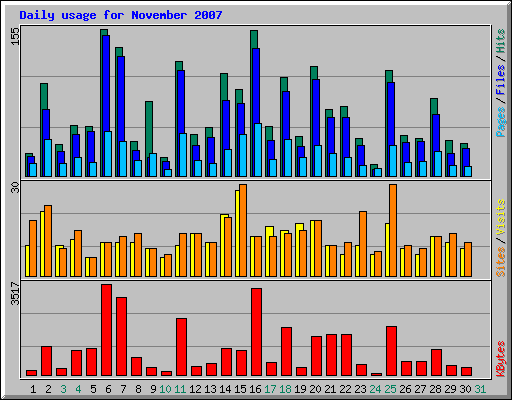 Daily usage for November 2007
155
Pages / Files / Hits
30
Sites / Visits
3517
KBytes
1 2 3 4 5 6 7 8 9 10 11 12 13 14 15 16 17 18 19 20 21 22 23 24 25 26 27 28 29 30 31